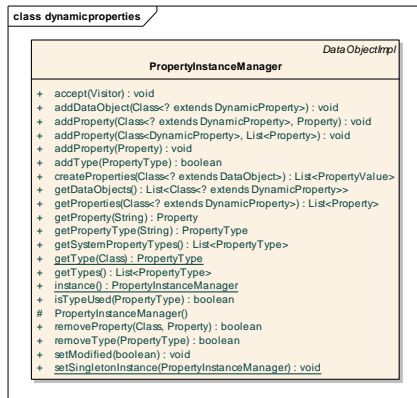 class dynamicproperties
DataObjectImpl
PropertyInstanceManager
+ accept(Visitor) : void
+ addDataObject(Class<? extends DynamicProperty>) : void
+ addProperty(Class<? extends DynamicProperty>, Property) : void
+ addProperty(Class<DynamicProperty>, List<Property>) : void
+ addProperty(Property) : void
+ addType(PropertyType) : boolean
+ createProperties(Class<? extends DataObject>) : List<PropertyValue>
+ getDataObjects() : List<Class<? extends DynamicProperty>>
+ getProperties(Class<? extends DynamicProperty>) : List<Property>
+ getProperty(String) : Property
+ getPropertyType(String) : PropertyType
+ getSystemPropertyTypes() : List<PropertyType>
+ getType(Class) : PropertyType
+ getTypes() : List<PropertyType>
+ instance() : PropertyInstanceManager
+ isTypeUsed(PropertyType) : boolean
# PropertyInstanceManager()
+ removeProperty(Class, Property) : boolean
+ removeType(PropertyType) : boolean
+ setModified(boolean) : void
+ setSingletonInstance(PropertyInstanceManager) : void